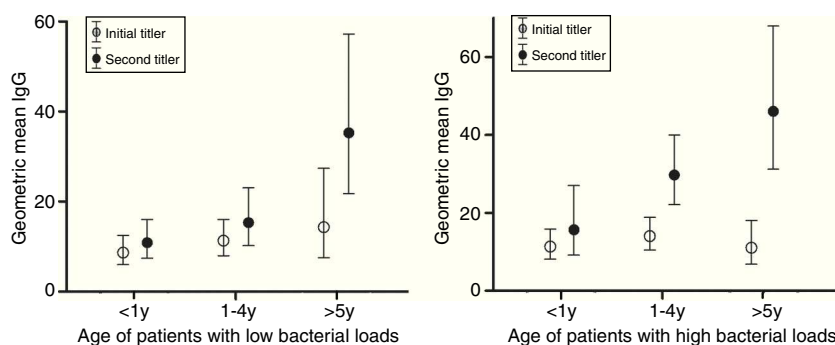 60
40
20
0
Geometric mean IgG
Initial titler
Second titler
<1y
1-4y
>5y
Age of patients with low bacterial loads
60
40
20
0
Geometric mean IgG
Initial titler
Second titler
<1y
1-4y
>5y
Age of patients with high bacterial loads